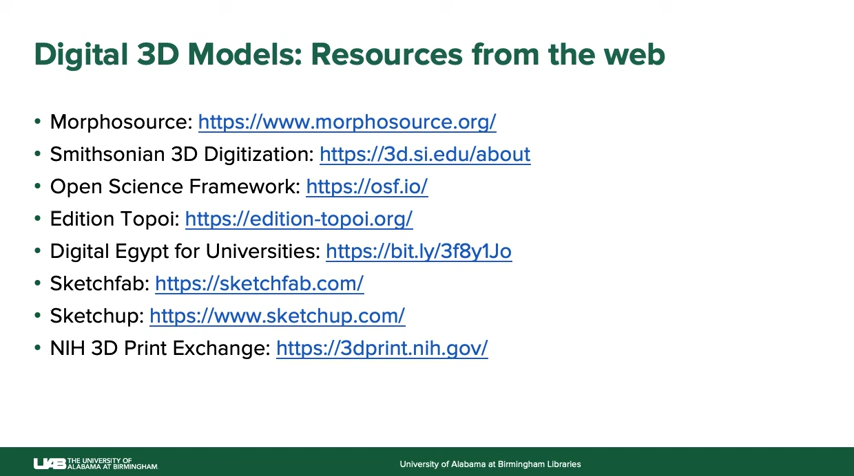 Digital 3D Models: Resources from the web
• Morphosource: https://www.morphosource.org/
• Smithsonian 3D Digitization: https://3d.si.edu/about
• Open Science Framework: https://osf.io/
• Edition Topoi: https://edition-topoi.org/
• Digital Egypt for Universities: https://bit.ly/3f8y1Jo
• Sketchfab: https://sketchfab.com/
• Sketchup: https://www.sketchup.com/
• NIH 3D Print Exchange: https://3dprint.nih.gov/
UAB THE UNIVERSITY OF
ALABAMA AT BIRMINGHAM
University of Alabama at Birmingham Libraries